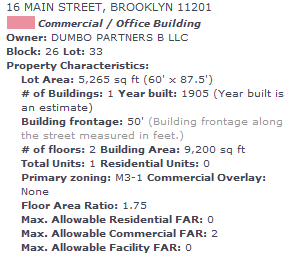 16 MAIN STREET, BROOKLYN 11201
Commercial / Office Building
Owner: DUMBO PARTNERS B LLC
Block: 26 Lot: 33
Property Characteristics:
Lot Area: 5,265 sq ft (60' x 87.5')
# of Buildings: 1 Year built: 1905 (Year built is
an estimate)
Building frontage: 50' (Building frontage along
the street measured in feet.)
# of floors: 2 Building Area: 9,200 sq ft
Total Units: 1 Residential Units: 0
Primary zoning: M3-1 Commercial Overlay:
None
Floor Area Ratio: 1.75
Max. Allowable Residential FAR: 0
Max. Allowable Commercial FAR: 2
Max. Allowable Facility FAR: 0